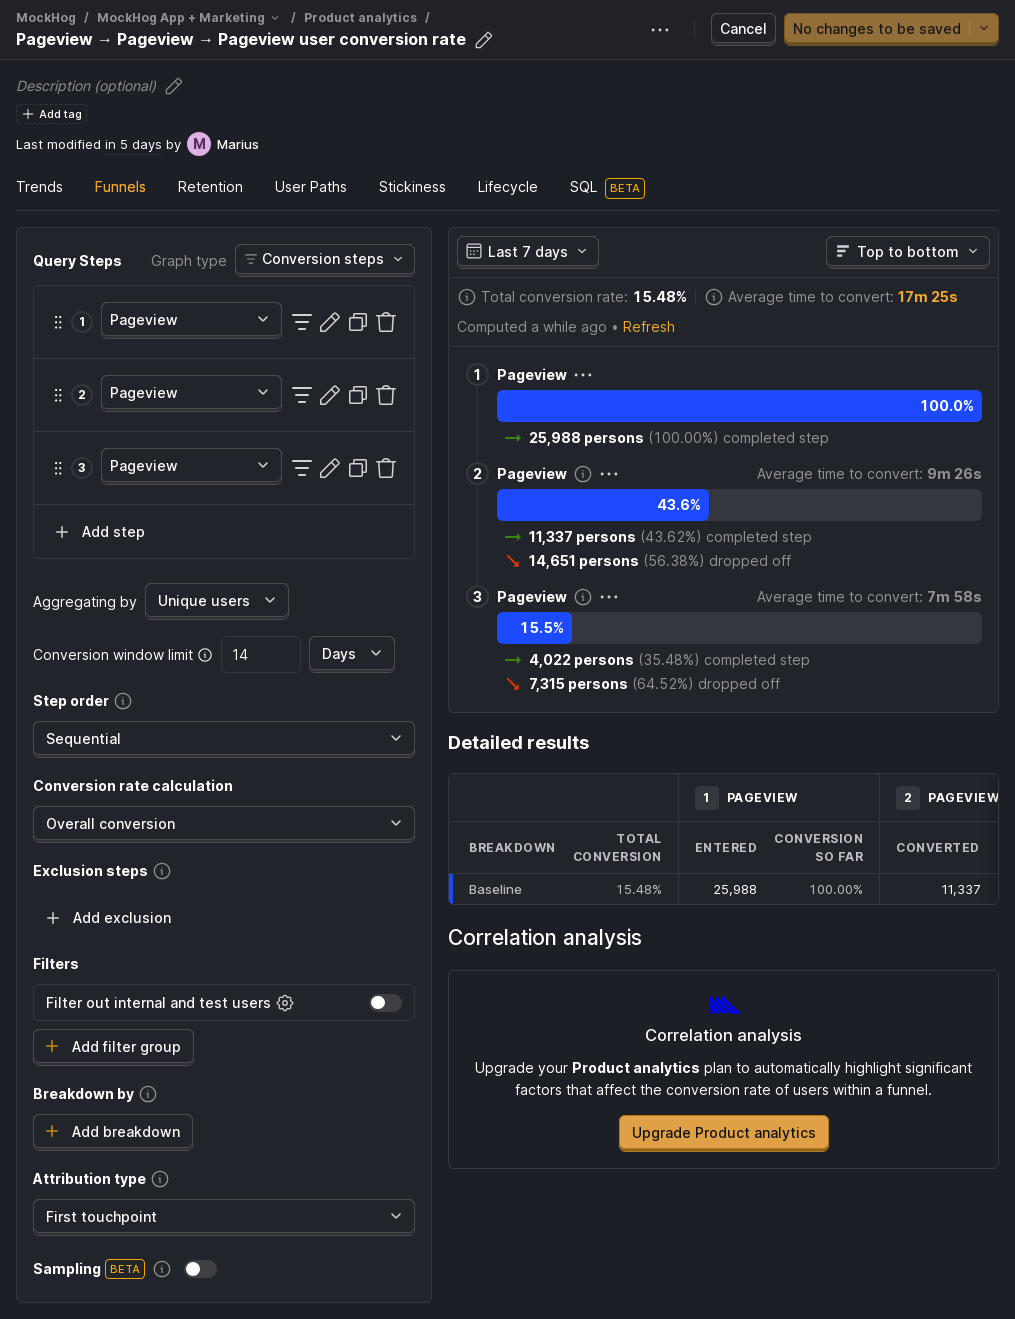 MockHog / MockHog App + Marketing / Product analytics /
Pageview → Pageview → Pageview user conversion rate
Cancel
No changes to be saved
Description (optional)
Add tag
Last modified in 5 days by M Marius
Trends Funnels Retention User Paths Stickiness Lifecycle SQL BETA
Query Steps Graph type Conversion steps
1 Pageview
2 Pageview
3 Pageview
Add step
Aggregating by Unique users
Conversion window limit 14 Days
Step order
Sequential
Conversion rate calculation
Overall conversion
Exclusion steps
Add exclusion
Filters
Filter out internal and test users
Add filter group
Breakdown by
Add breakdown
Attribution type
First touchpoint
Sampling BETA
Last 7 days Top to bottom
Total conversion rate: 15.48% Average time to convert: 17m 25s
Computed a while ago • Refresh
1 Pageview
100.0%
25,988 persons (100.00%) completed step
2 Pageview Average time to convert: 9m 26s
43.6%
11,337 persons (43.62%) completed step
14,651 persons (56.38%) dropped off
3 Pageview Average time to convert: 7m 58s
15.5%
4,022 persons (35.48%) completed step
7,315 persons (64.52%) dropped off
Detailed results
1 PAGEVIEW 2 PAGEVIEW
BREAKDOWN TOTAL CONVERSION ENTERED CONVERSION SO FAR CONVERTED
Baseline 15.48% 25,988 100.00% 11,337
Correlation analysis
Correlation analysis
Upgrade your Product analytics plan to automatically highlight significant
factors that affect the conversion rate of users within a funnel.
Upgrade Product analytics